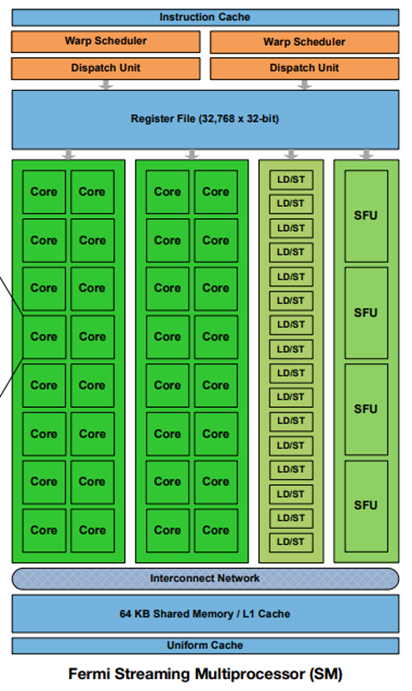 Instruction Cache
Warp Scheduler Warp Scheduler
Dispatch Unit Dispatch Unit
Register File (32,768 x 32-bit)
LD/ST
Core Core Core Core
LD/ST
SFU
LD/ST
Core Core Core Core
LD/ST
LD/ST
Core Core Core Core
LD/ST
SFU
LD/ST
Core Core Core Core
LD/ST
LD/ST
Core Core Core Core
LD/ST
SFU
LD/ST
Core Core Core Core
LD/ST
LD/ST
Core Core Core Core
LD/ST
SFU
LD/ST
Core Core Core Core
LD/ST
Interconnect Network
64 KB Shared Memory / L1 Cache
Uniform Cache
Fermi Streaming Multiprocessor (SM)